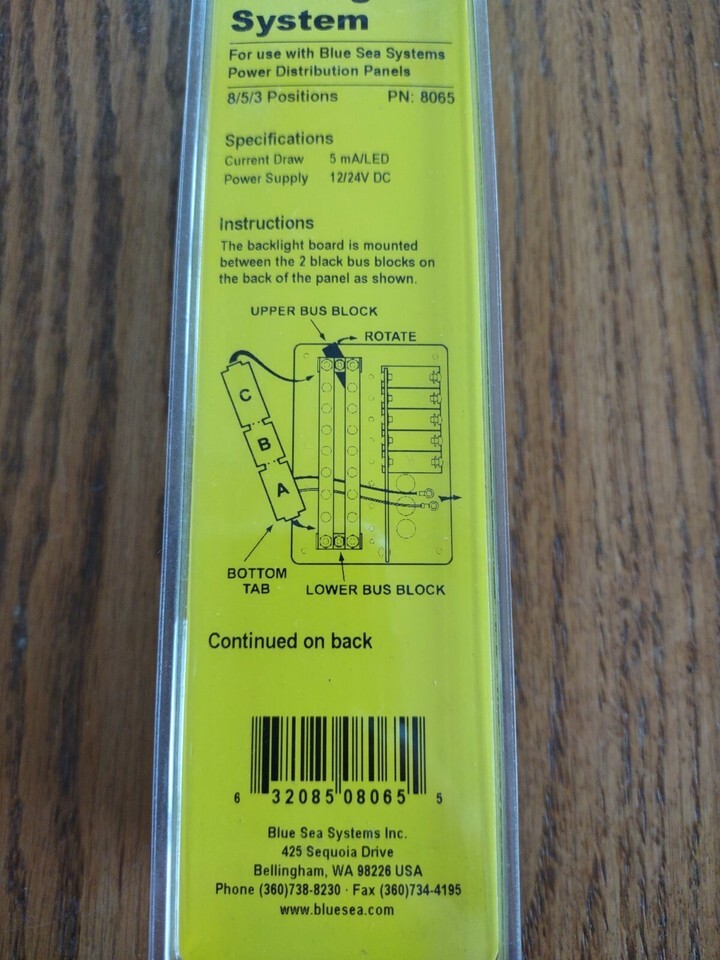 System
For use with Blue Sea Systems
Power Distribution Panels
8/5/3 Positions PN: 8065
Specifications
Current Draw 5 mA/LED
Power Supply 12/24V DC
Instructions
The backlight board is mounted
between the 2 black bus blocks on
the back of the panel as shown.
UPPER BUS BLOCK
ROTATE
C
B
A
BOTTOM
TAB
LOWER BUS BLOCK
Continued on back
6 32085 08065 5
Blue Sea Systems Inc.
425 Sequoia Drive
Bellingham, WA 98226 USA
Phone (360)738-8230 · Fax (360)734-4195
www.bluesea.com